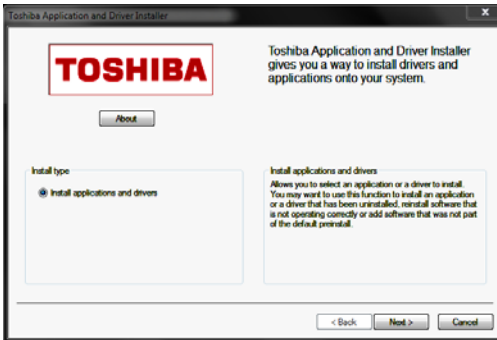 Toshiba Application and Driver Installer
x
TOSHIBA
Toshiba Application and Driver Installer
gives you a way to install drivers and
applications onto your system.
About
Install type
Install applications and drivers
Install applications and drivers
Allows you to select an application or a driver to install.
You may want to use this function to install an application
or a driver that has been uninstalled, reinstall software that
is not operating correctly or add software that was not part
of the default preinstall.
< Back
Next >
Cancel